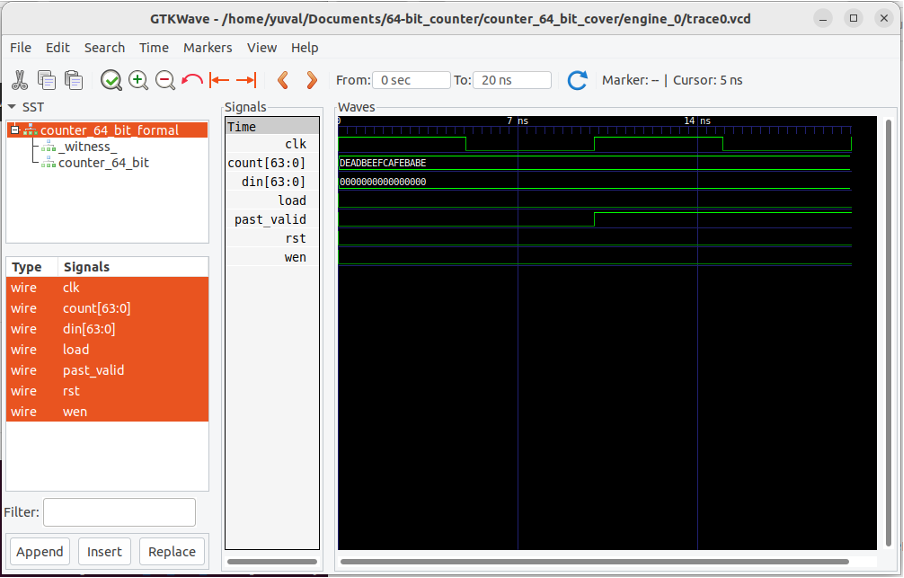 GTKWave - /home/yuval/Documents/64-bit_counter/counter_64_bit_cover/engine_0/trace0.vcd
File Edit Search Time Markers View Help
From: 0 sec To: 20 ns Marker: -- | Cursor: 5 ns
SST
counter_64_bit_formal
_witness_
counter_64_bit
Type Signals
wire clk
wire count[63:0]
wire din[63:0]
wire load
wire past_valid
wire rst
wire wen
Filter:
Append Insert Replace
Signals
Time
clk
count[63:0]
din[63:0]
load
past_valid
rst
wen
Waves
0 7 ns 14 ns
DEADBEEFCAFEBABE
0000000000000000